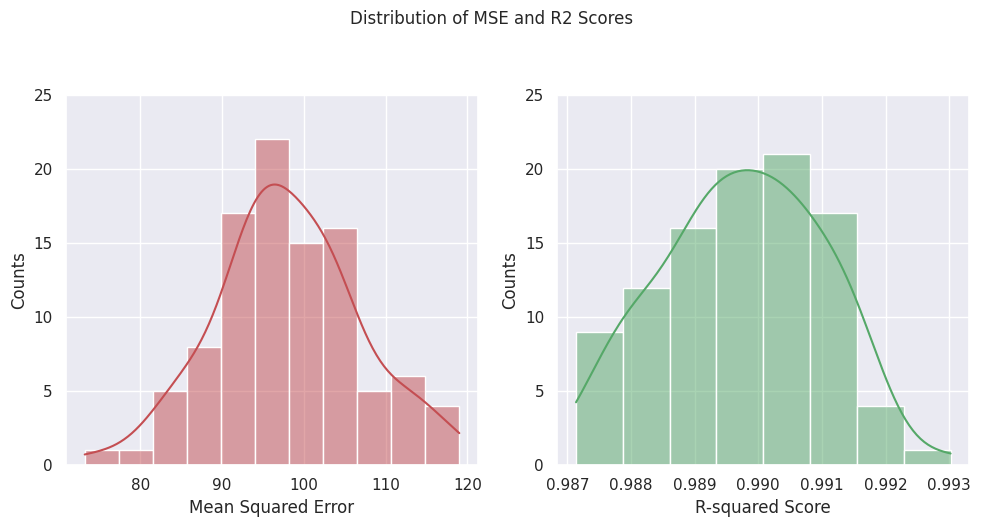 Distribution of MSE and R2 Scores
25
20
15
10
5
0
Counts
80 90 100 110 120
Mean Squared Error
25
20
15
10
5
0
Counts
0.987 0.988 0.989 0.990 0.991 0.992 0.993
R-squared Score